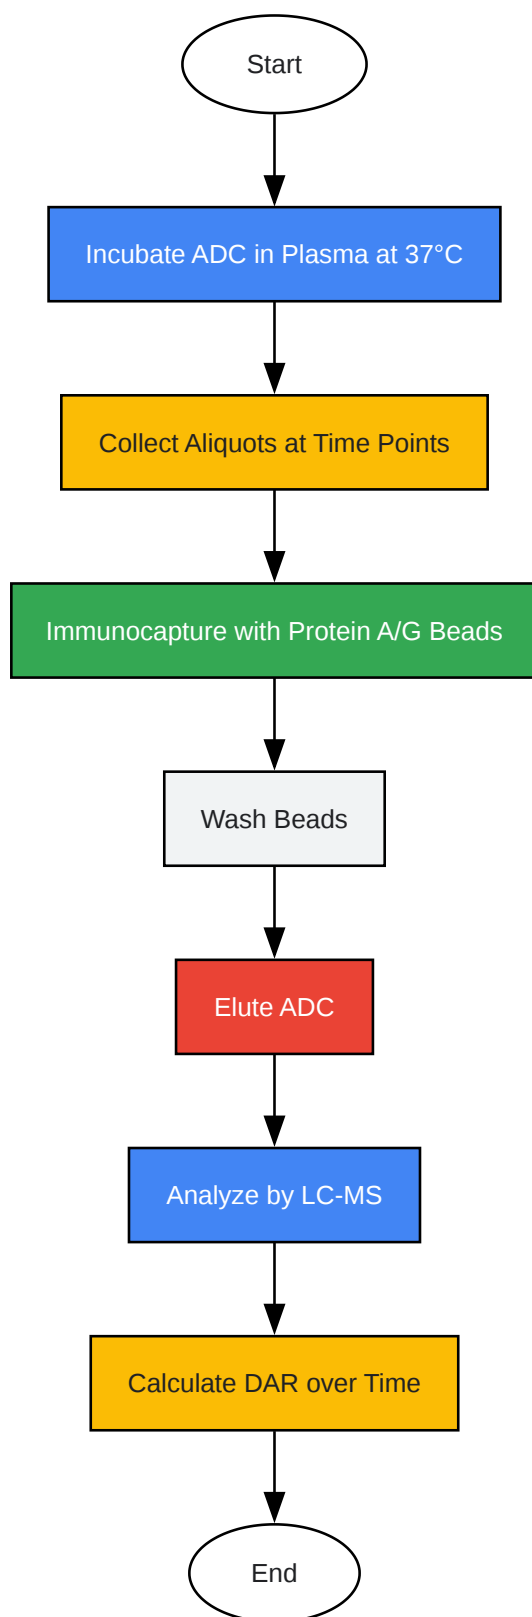 Start
Incubate ADC in Plasma at 37°C
Collect Aliquots at Time Points
Immunocapture with Protein A/G Beads
Wash Beads
Elute ADC
Analyze by LC-MS
Calculate DAR over Time
End